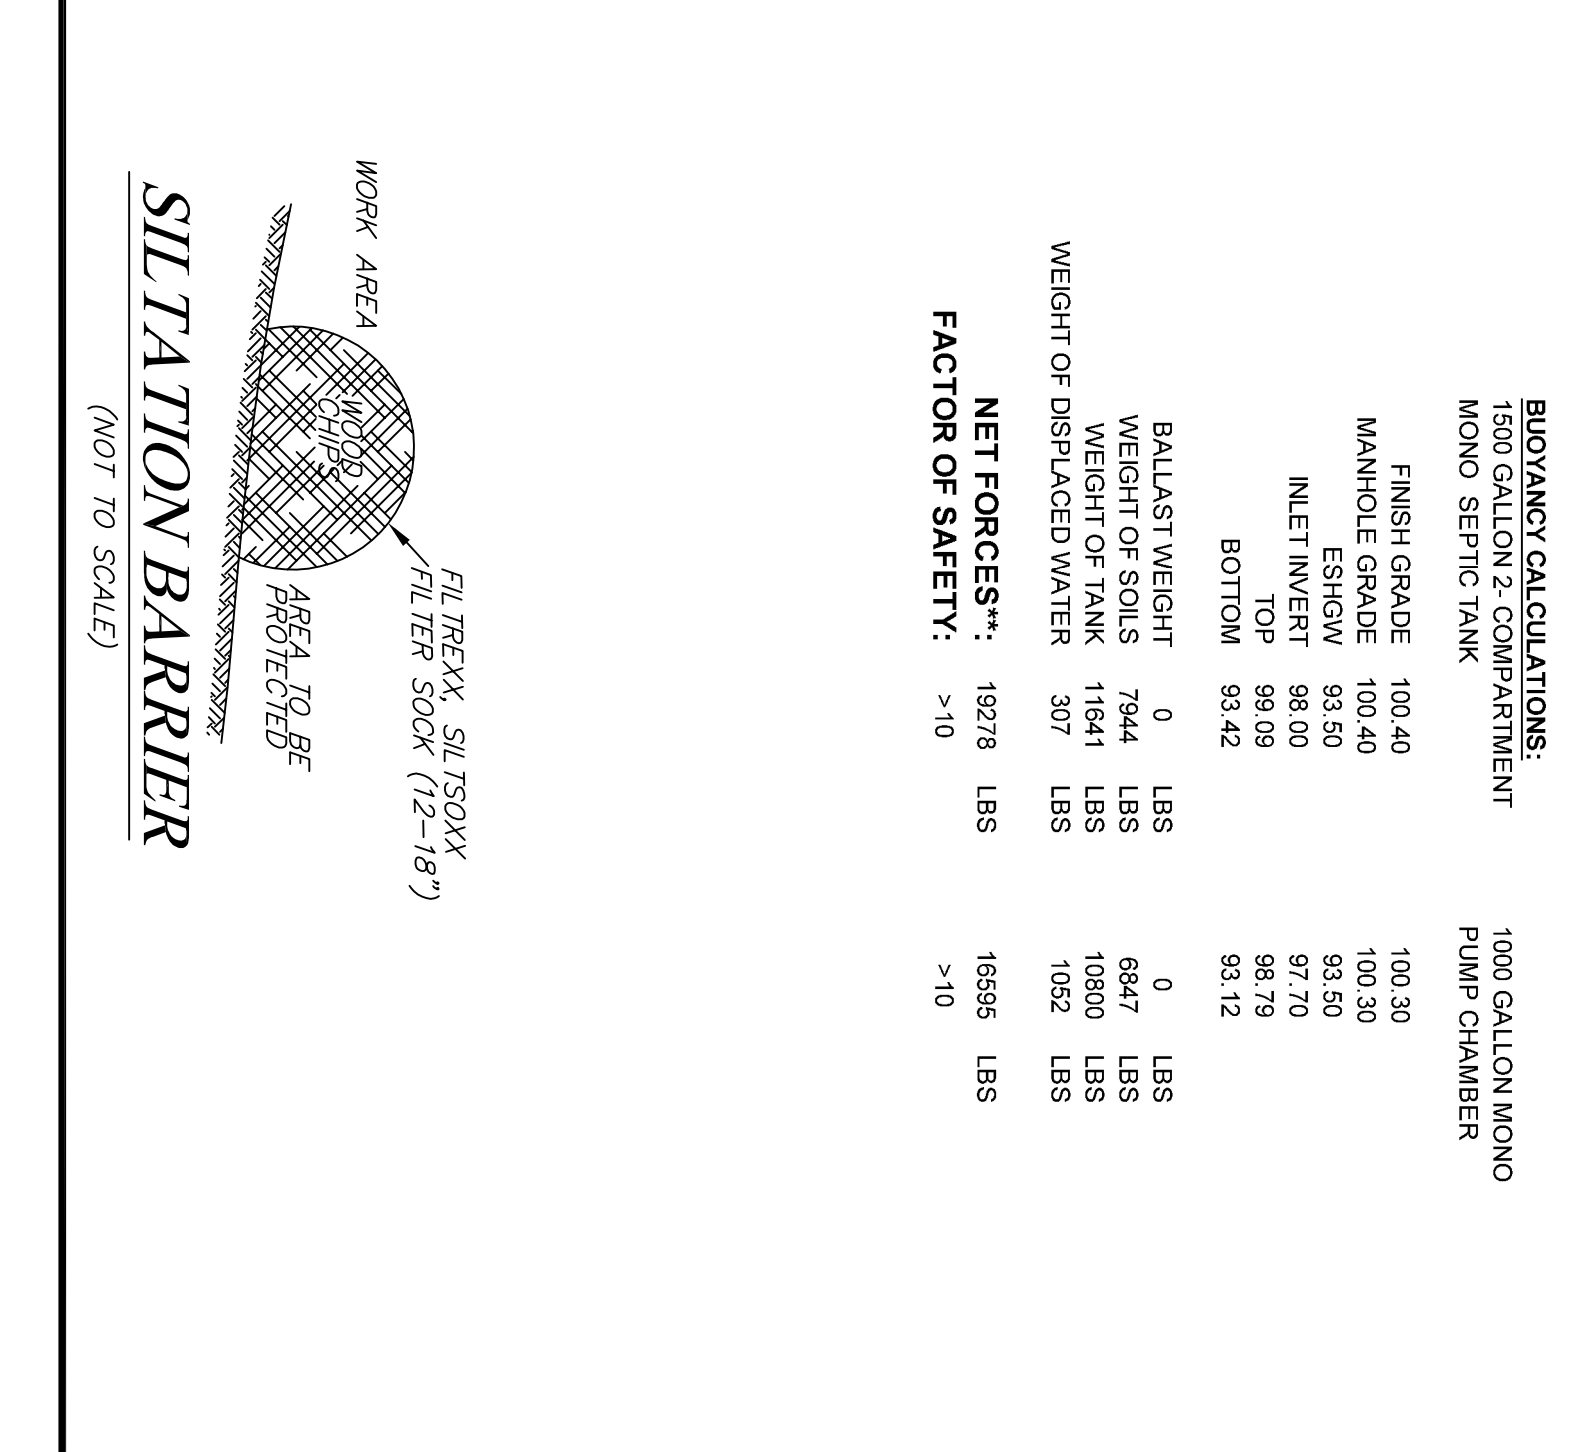 BUOYANCY CALCULATIONS:
1500 GALLON 2- COMPARTMENT 1000 GALLON MONO
MONO SEPTIC TANK PUMP CHAMBER
FINISH GRADE 100.40 100.30
MANHOLE GRADE 100.40 100.30
ESHGW 93.50 93.50
INLET INVERT 98.00 97.70
TOP 99.09 98.79
BOTTOM 93.42 93.12
BALLAST WEIGHT 0 LBS 0 LBS
WEIGHT OF SOILS 7944 LBS 6847 LBS
WEIGHT OF TANK 11641 LBS 10800 LBS
WEIGHT OF DISPLACED WATER 307 LBS 1052 LBS
NET FORCES**: 19278 LBS 16595 LBS
FACTOR OF SAFETY: >10 >10
FILTREXX, SILTSOXX
FILTER SOCK (12-18")
WORK AREA
WOOD
CHIPS
AREA TO BE
PROTECTED
SILTATION BARRIER
(NOT TO SCALE)